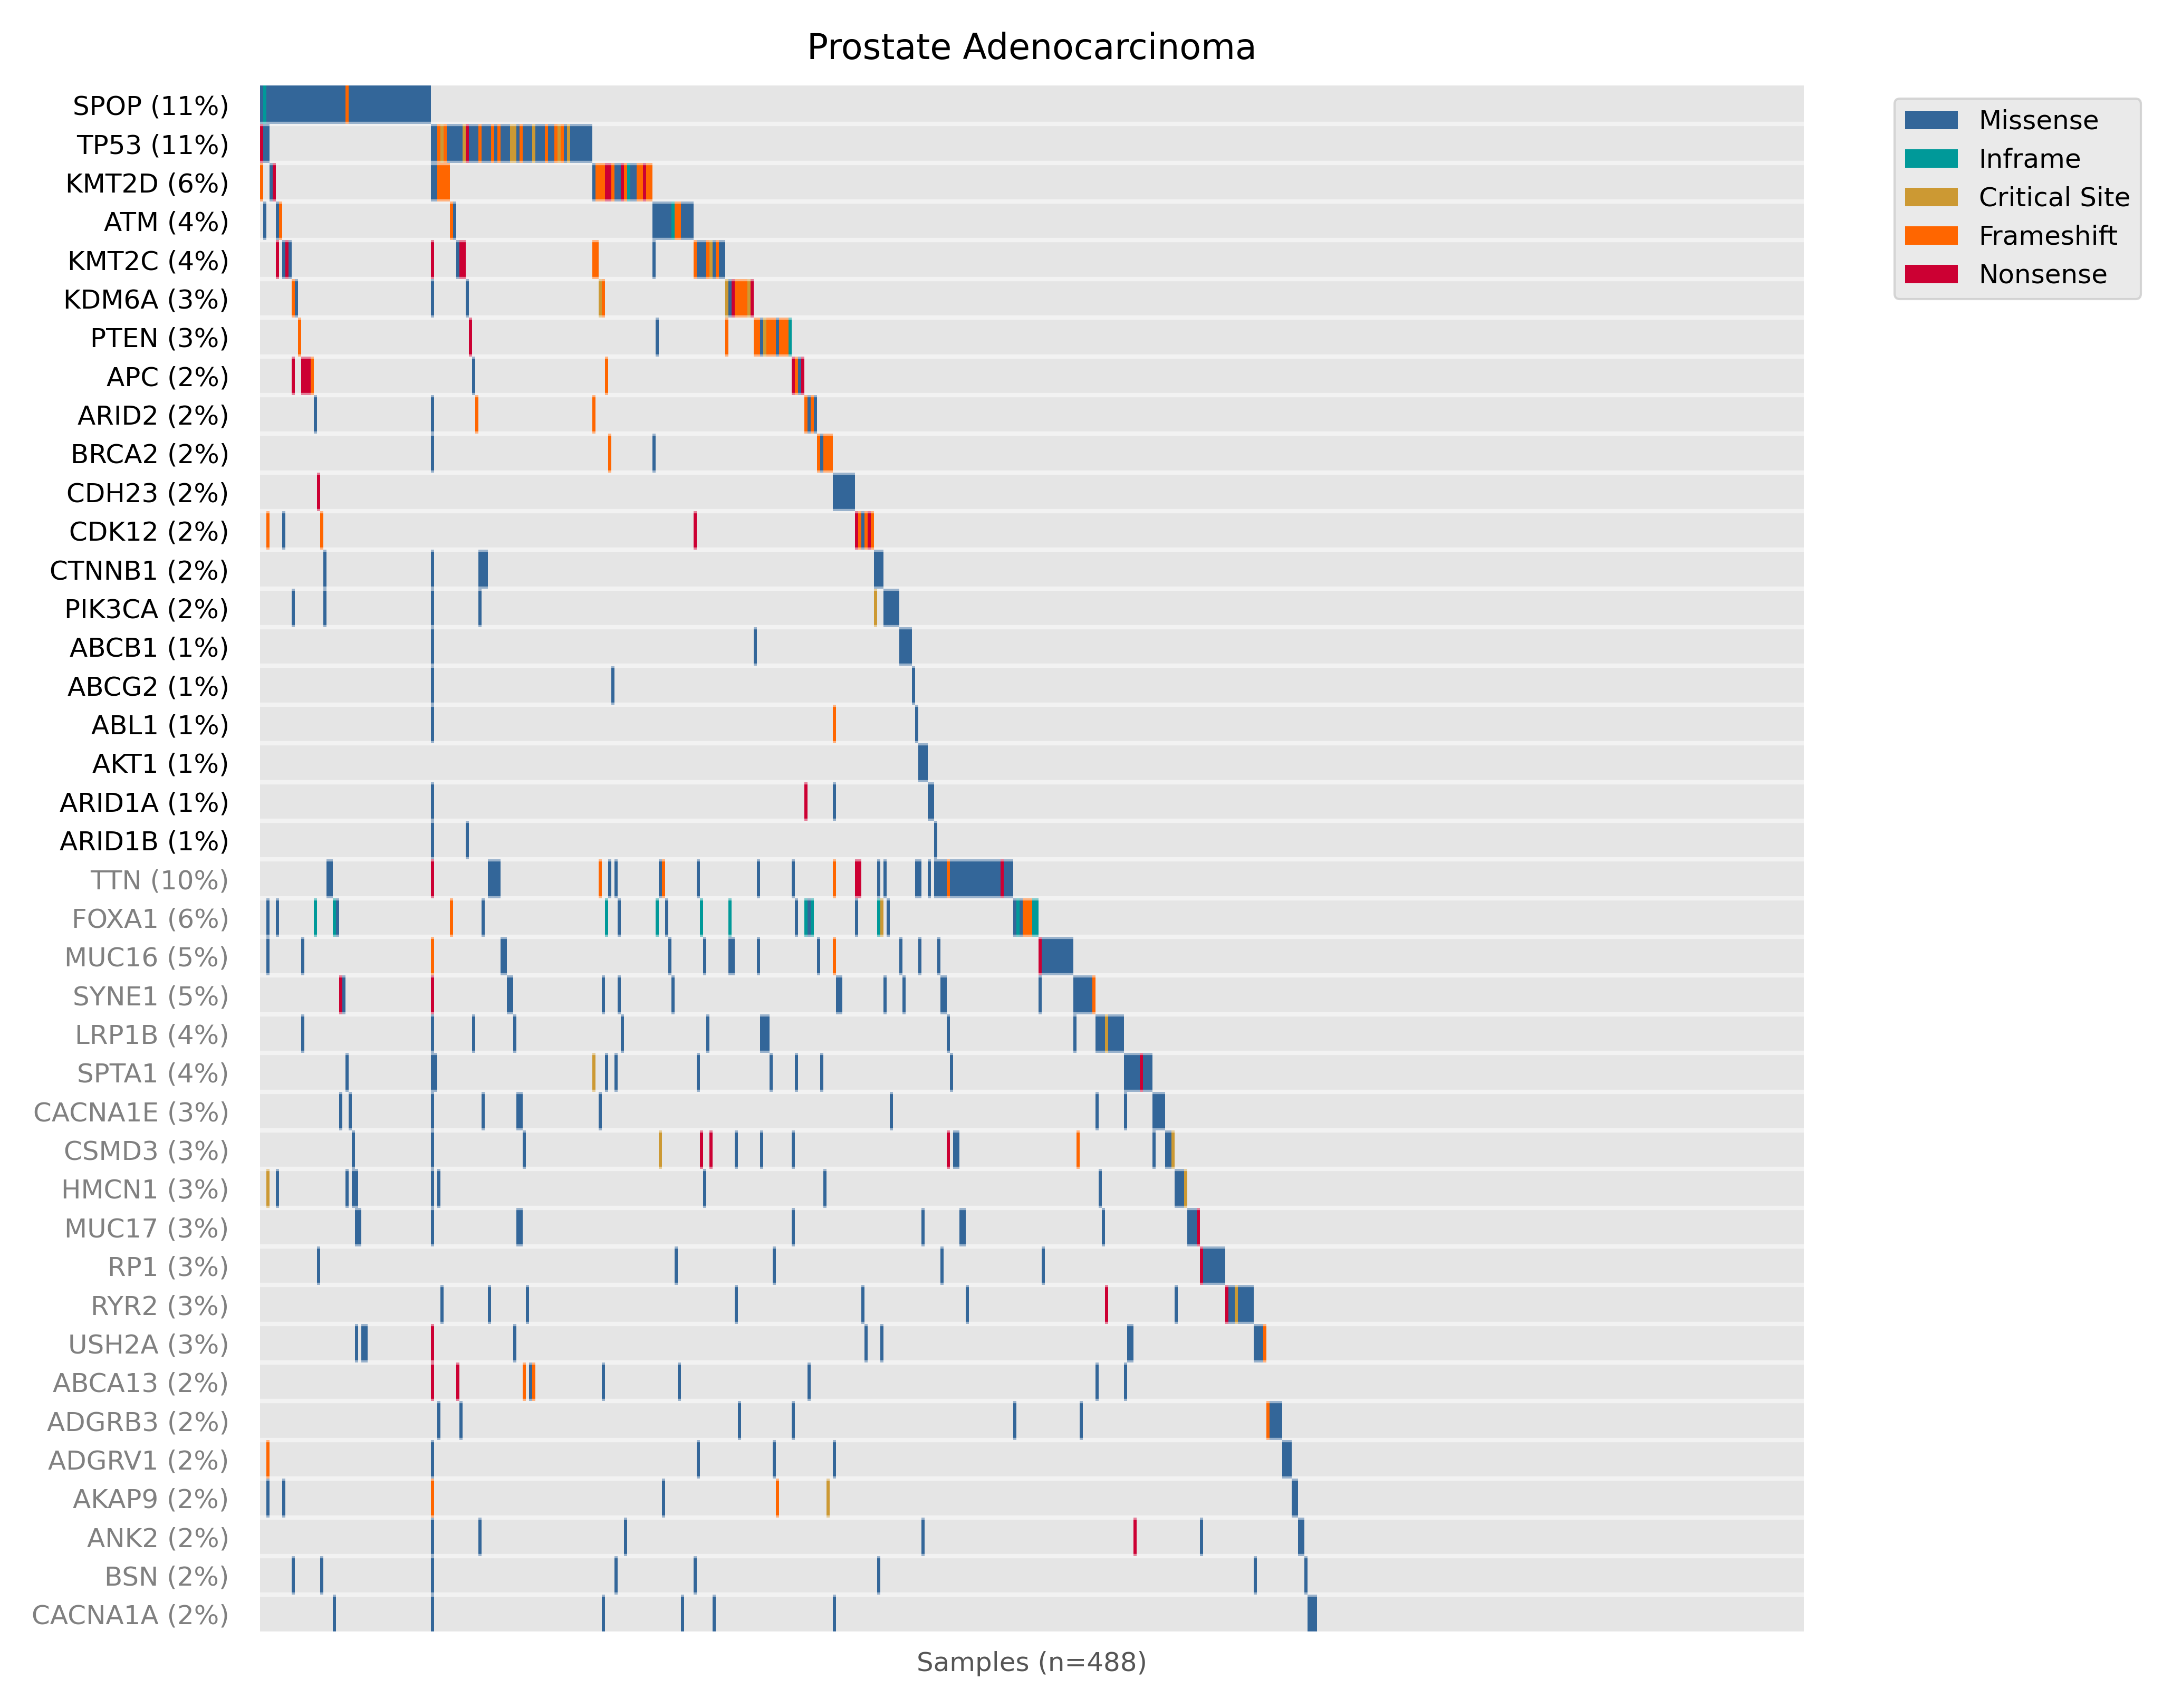 Prostate Adenocarcinoma
SPOP (11%)
TP53 (11%)
KMT2D (6%)
ATM (4%)
KMT2C (4%)
KDM6A (3%)
PTEN (3%)
APC (2%)
ARID2 (2%)
BRCA2 (2%)
CDH23 (2%)
CDK12 (2%)
CTNNB1 (2%)
PIK3CA (2%)
ABCB1 (1%)
ABCG2 (1%)
ABL1 (1%)
AKT1 (1%)
ARID1A (1%)
ARID1B (1%)
TTN (10%)
FOXA1 (6%)
MUC16 (5%)
SYNE1 (5%)
LRP1B (4%)
SPTA1 (4%)
CACNA1E (3%)
CSMD3 (3%)
HMCN1 (3%)
MUC17 (3%)
RP1 (3%)
RYR2 (3%)
USH2A (3%)
ABCA13 (2%)
ADGRB3 (2%)
ADGRV1 (2%)
AKAP9 (2%)
ANK2 (2%)
BSN (2%)
CACNA1A (2%)
Samples (n=488)
Missense
Inframe
Critical Site
Frameshift
Nonsense